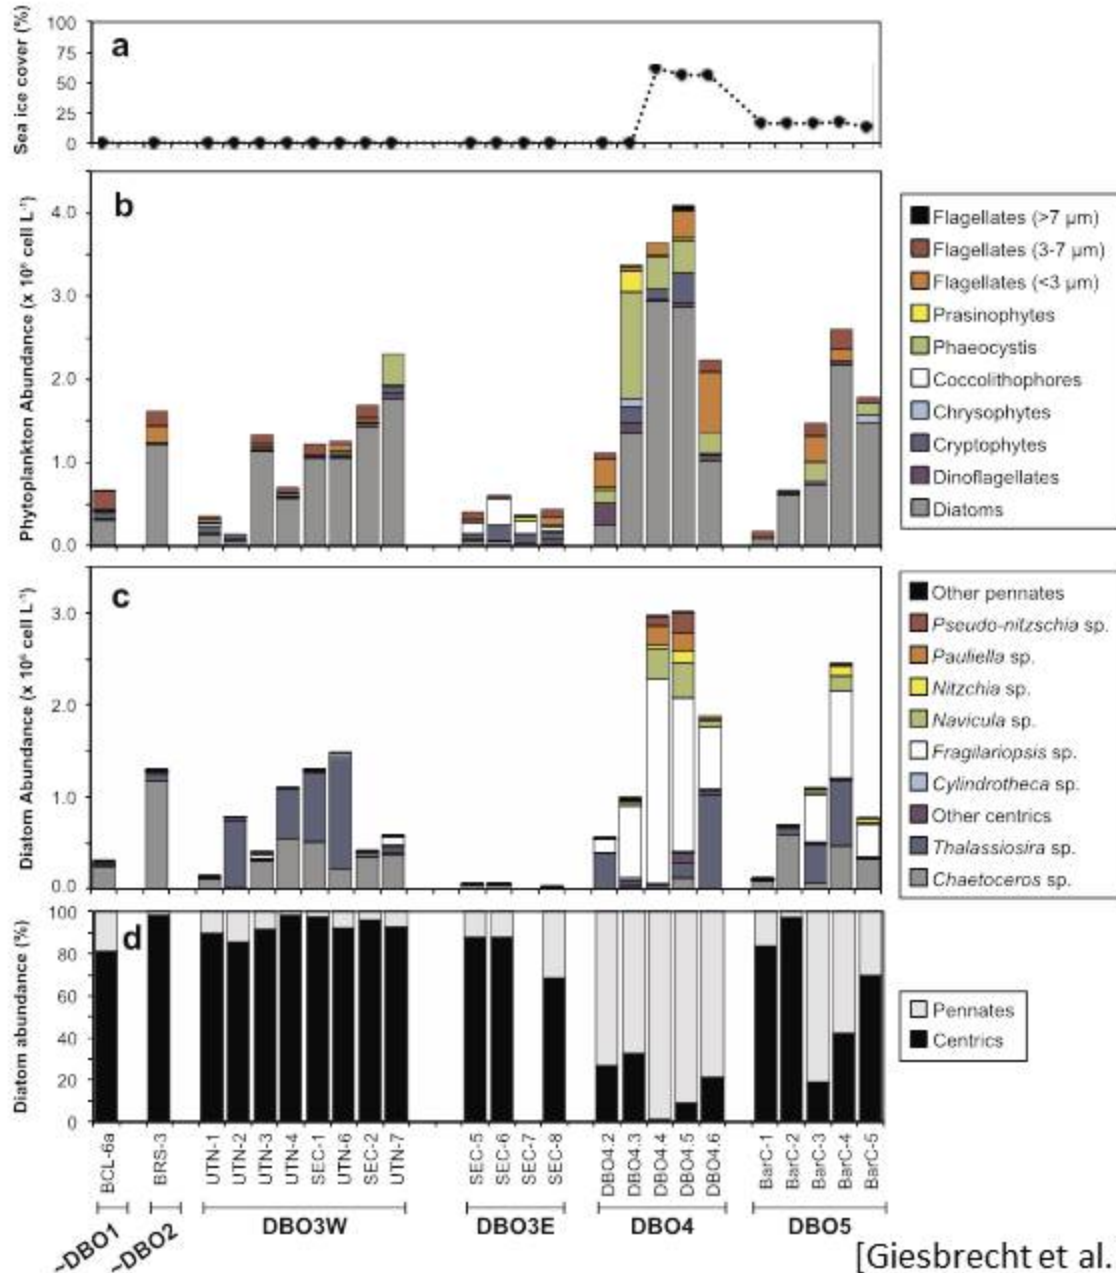 Sea ice cover (%)
100
75
50
25
0
a
Phytoplankton Abundance (x 10⁶ cell L⁻¹)
4.0
3.0
2.0
1.0
0.0
b
Flagellates (>7 µm)
Flagellates (3-7 µm)
Flagellates (<3 µm)
Prasinophytes
Phaeocystis
Coccolithophores
Chrysophytes
Cryptophytes
Dinoflagellates
Diatoms
Diatom Abundance (x 10⁶ cell L⁻¹)
3.0
2.0
1.0
0.0
c
Other pennates
Pseudo-nitzschia sp.
Pauliella sp.
Nitzchia sp.
Navicula sp.
Fragilariopsis sp.
Cylindrotheca sp.
Other centrics
Thalassiosira sp.
Chaetoceros sp.
Diatom abundance (%)
100
80
60
40
20
0
d
Pennates
Centrics
BCL-6a
BRS-3
UTN-1
UTN-2
UTN-3
UTN-4
SEC-1
UTN-6
SEC-2
UTN-7
SEC-5
SEC-6
SEC-7
SEC-8
DBO4.2
DBO4.3
DBO4.4
DBO4.5
DBO4.6
BarC-1
BarC-2
BarC-3
BarC-4
BarC-5
~DBO1
~DBO2
DBO3W
DBO3E
DBO4
DBO5
[Giesbrecht et al.